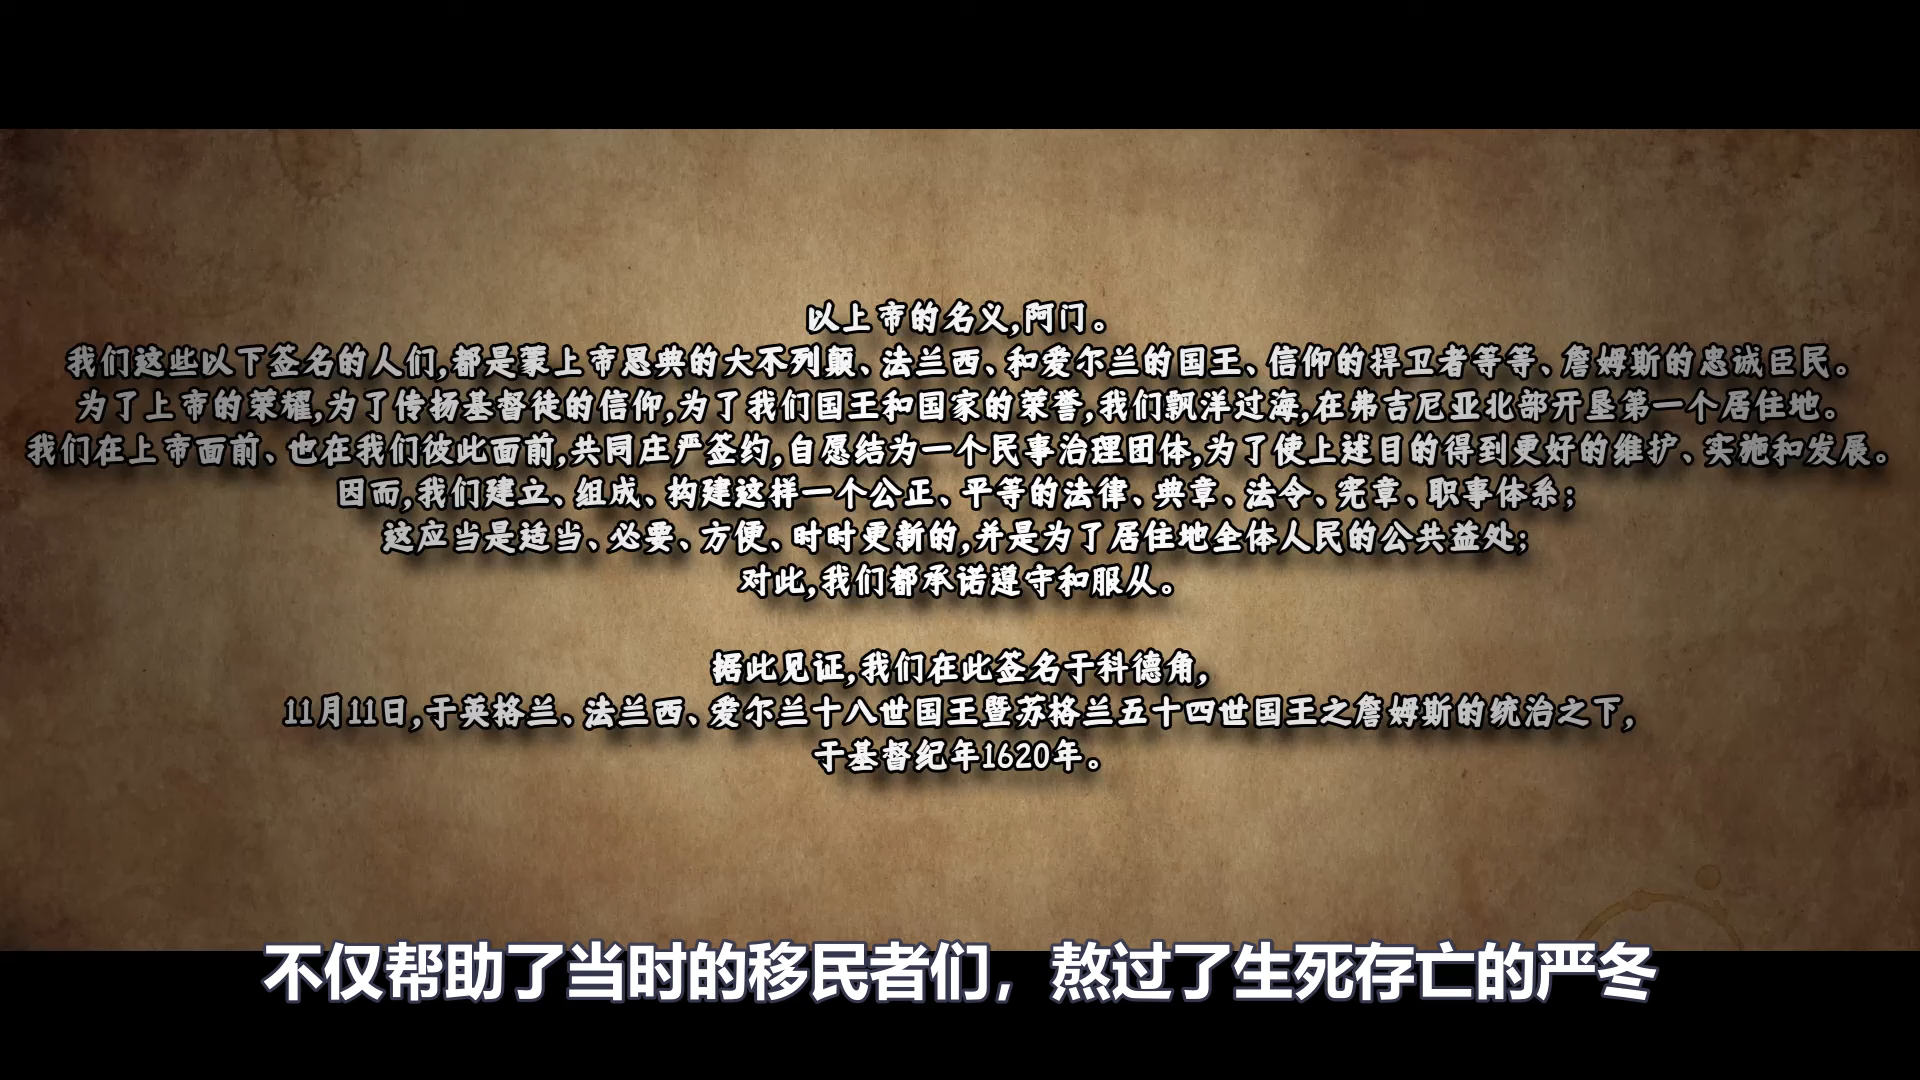 以上帝的名义,阿门。
我们这些以下签名的人们,都是蒙上帝恩典的大不列颠、法兰西、和爱尔兰的国王、信仰的捍卫者等等、詹姆斯的忠诚臣民。
为了上帝的荣耀,为了传扬基督徒的信仰,为了我们国王和国家的荣誉,我们飘洋过海,在弗吉尼亚北部开垦第一个居住地。
我们在上帝面前、也在我们彼此面前,共同庄严签约,自愿结为一个民事治理团体,为了使上述目的得到更好的维护、实施和发展。
因而,我们建立、组成、构建这样一个公正、平等的法律、典章、法令、宪章、职事体系;
这应当是适当、必要、方便、时时更新的,并是为了居住地全体人民的公共益处;
对此,我们都承诺遵守和服从。
据此见证,我们在此签名于科德角,
11月11日,于英格兰、法兰西、爱尔兰十八世国王暨苏格兰五十四世国王之詹姆斯的统治之下,
于基督纪年1620年。
不仅帮助了当时的移民者们，熬过了生死存亡的严冬